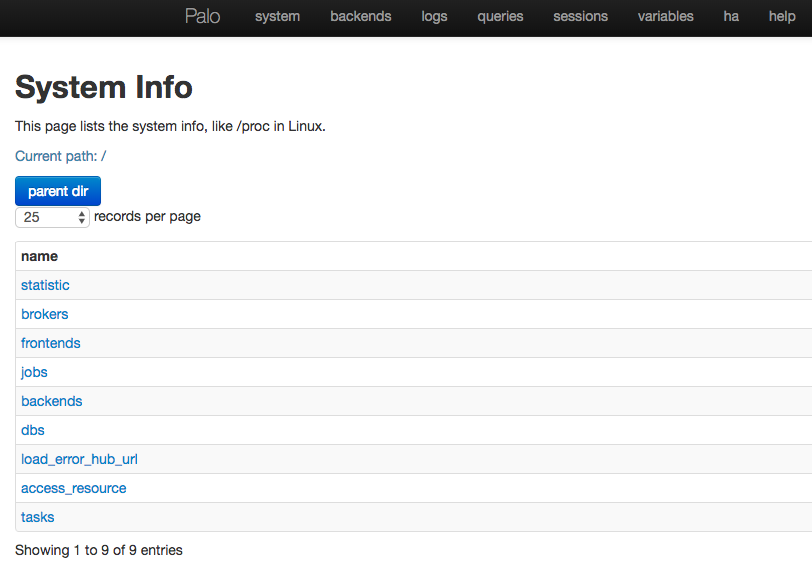 Palo system backends logs queries sessions variables ha help
System Info
This page lists the system info, like /proc in Linux.
Current path: /
parent dir
25 records per page
name
statistic
brokers
frontends
jobs
backends
dbs
load_error_hub_url
access_resource
tasks
Showing 1 to 9 of 9 entries